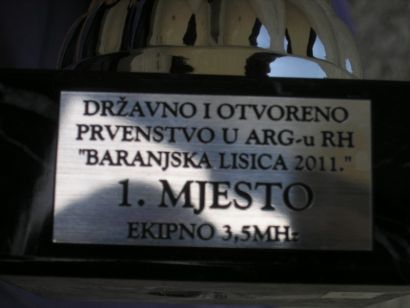 DRŽAVNO I OTVORENO
PRVENSTVO U ARG-u RH
"BARANJSKA LISICA 2011."
1. MJESTO
EKIPNO 3,5MHz